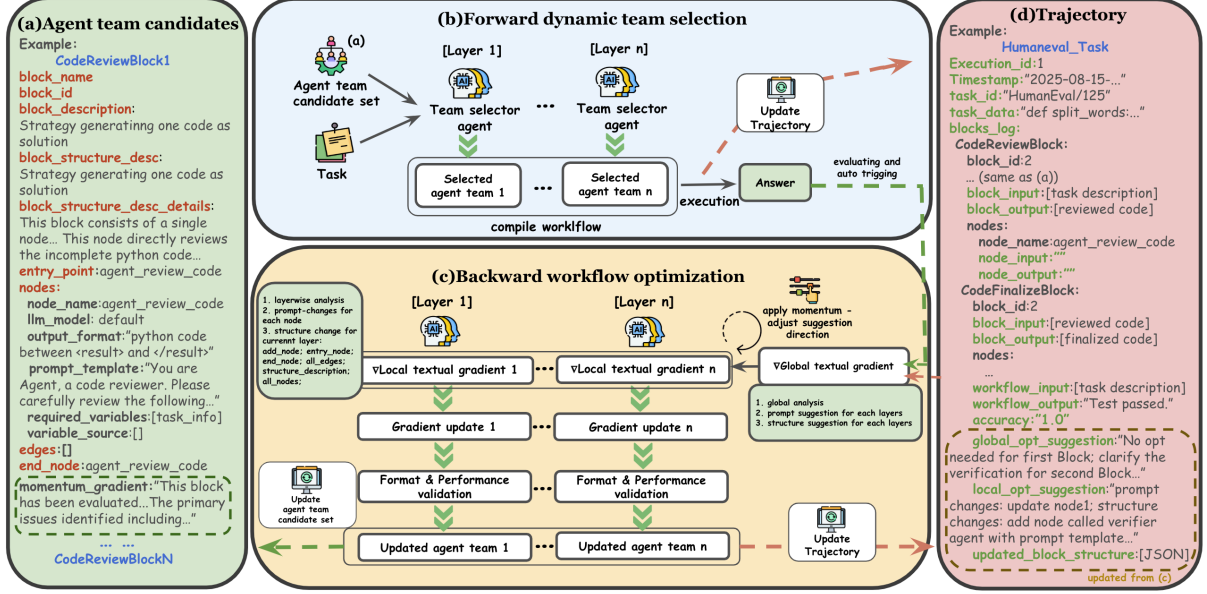 (a)Agent team candidates
Example:
CodeReviewBlock1
block_name
block_id
block_description:
Strategy generatinng one code as
solution
block_structure_desc:
Strategy generating one code as
solution
block_structure_desc_details:
This block consists of a single
node... This node directly reviews
the incomplete python code...
entry_point:agent_review_code
nodes:
node_name:agent_review_code
llm_model: default
output_format:"python code
between <result> and </result>"
prompt_template:"You are
Agent, a code reviewer. Please
carefully review the following..."
required_variables:[task_info]
variable_source:[]
edges:[]
end_node:agent_review_code
momentum_gradient:"This block
has been evaluated...The primary
issues identified including..."
... ...
CodeReviewBlockN
(b)Forward dynamic team selection
(a)
Agent team
candidate set
Task
[Layer 1]
Team selector
agent
...
[Layer n]
Team selector
agent
Selected
agent team 1
...
Selected
agent team n
compile worklflow
execution
Update
Trajectory
Answer
evaluating and
auto trigging
(c)Backward workflow optimization
1. layerwise analysis
2. prompt-changes for
each node
3. structure change for
currennt layer:
add_node; entry_node;
end_node; all_edges;
structure_description;
all_nodes;
[Layer 1]
[Layer n]
apply momentum -
adjust suggestion
direction
∇Local textual gradient 1
...
∇Local textual gradient n
∇Global textual gradient
1. global analysis
2. prompt suggestion for each layers
3. structure suggestion for each layers
Gradient update 1
...
Gradient update n
Format & Performance
validation
...
Format & Performance
validation
Update
agent team
candidate set
Updated agent team 1
...
Updated agent team n
Update
Trajectory
(d)Trajectory
Example:
Humaneval_Task
Execution_id:1
Timestamp:"2025-08-15-..."
task_id:"HumanEval/125"
task_data:"def split_words:..."
blocks_log:
CodeReviewBlock:
block_id:2
... (same as (a))
block_input:[task description]
block_output:[reviewed code]
nodes:
node_name:agent_review_code
node_input:""
node_output:""
CodeFinalizeBlock:
block_id:2
block_input:[reviewed code]
block_output:[finalized code]
nodes:
...
workflow_input:[task description]
workflow_output:"Test passed."
accuracy:"1.0"
global_opt_suggestion:"No opt
needed for first Block; clarify the
verification for second Block..."
local_opt_suggestion:"prompt
changes: update node1; structure
changes: add node called verifier
agent with prompt template..."
updated_block_structure:[JSON]
updated from (c)